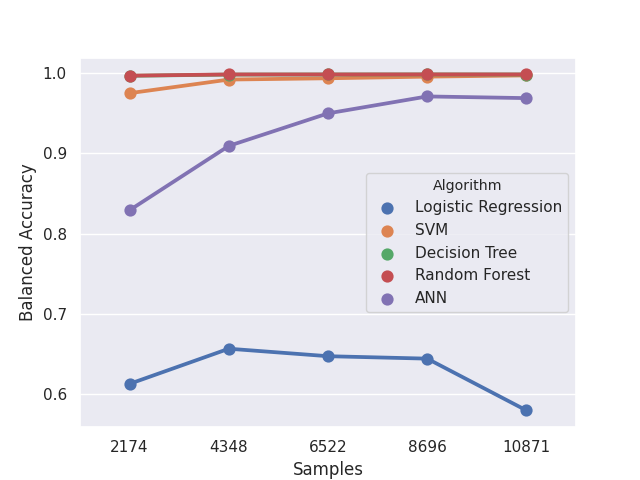 1.0
0.9
0.8
0.7
0.6
Balanced Accuracy
Algorithm
Logistic Regression
SVM
Decision Tree
Random Forest
ANN
2174 4348 6522 8696 10871
Samples